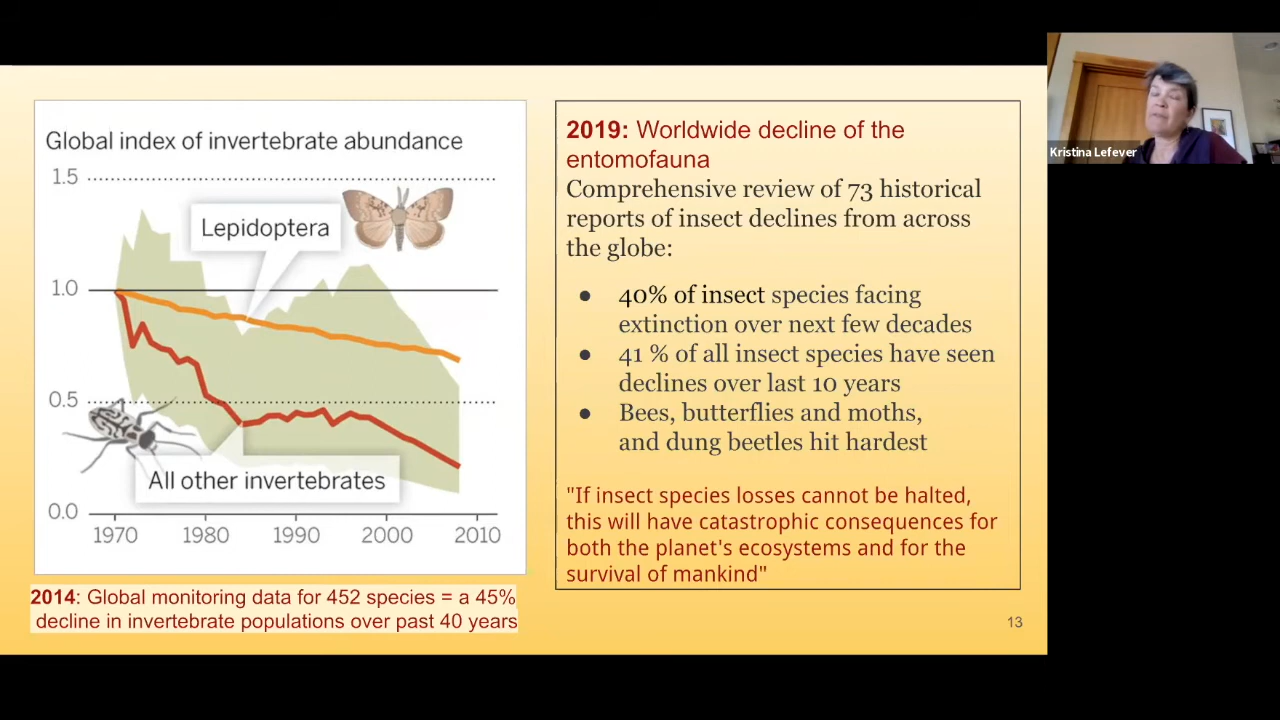 Global index of invertebrate abundance
1.5
Lepidoptera
1.0
0.5
All other invertebrates
0.0
1970 1980 1990 2000 2010
2014: Global monitoring data for 452 species = a 45%
decline in invertebrate populations over past 40 years
2019: Worldwide decline of the
entomofauna
Comprehensive review of 73 historical
reports of insect declines from across
the globe:
● 40% of insect species facing
extinction over next few decades
● 41 % of all insect species have seen
declines over last 10 years
● Bees, butterflies and moths,
and dung beetles hit hardest
"If insect species losses cannot be halted,
this will have catastrophic consequences for
both the planet's ecosystems and for the
survival of mankind"
13
Kristina Lefever